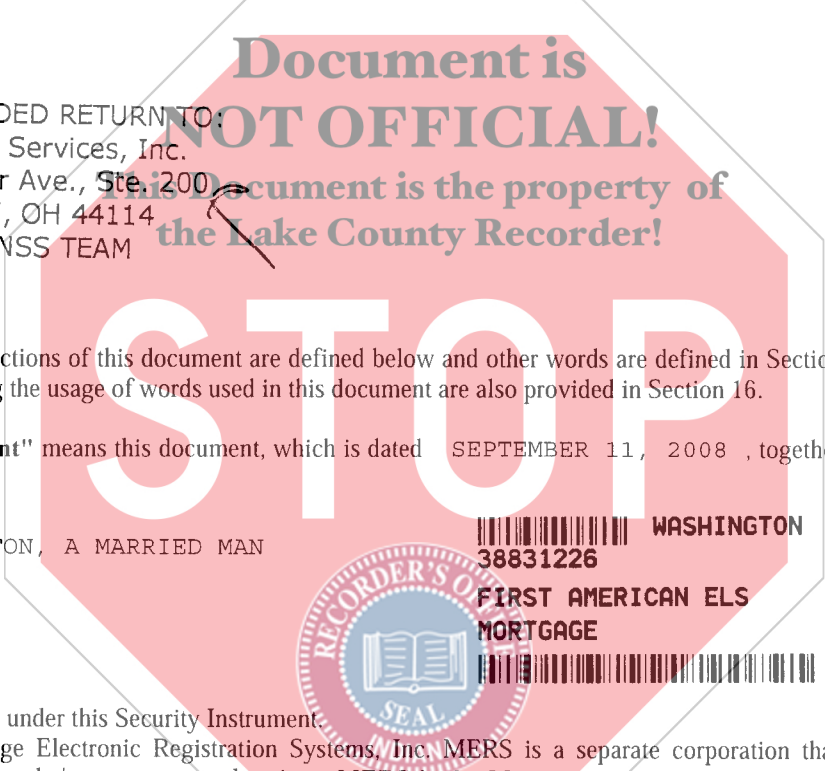 Document is
NOT OFFICIAL!
This Document is the property of
the Lake County Recorder!
DED RETURN TO:
Services, Inc.
r Ave., Ste. 200
, OH 44114
NSS TEAM
STOP
ctions of this document are defined below and other words are defined in Sectio
g the usage of words used in this document are also provided in Section 16.
nt" means this document, which is dated SEPTEMBER 11, 2008 , togethe
TON, A MARRIED MAN
WASHINGTON
38831226
FIRST AMERICAN ELS
MORTGAGE
RECORDER'S OFFICE
SEAL
under this Security Instrument.
ge Electronic Registration Systems, Inc. MERS is a separate corporation tha